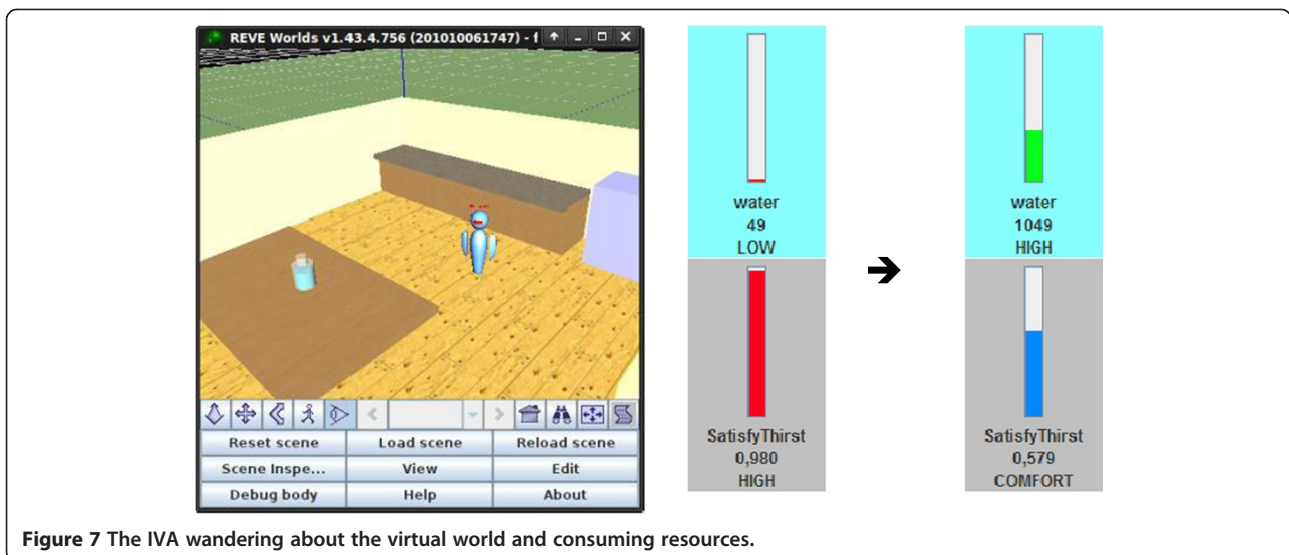 REVE Worlds v1.43.4.756 (201010061747) - f
Reset scene
Load scene
Reload scene
Scene Inspe...
View
Edit
Debug body
Help
About
water
49
LOW
SatisfyThirst
0,980
HIGH
water
1049
HIGH
SatisfyThirst
0,579
COMFORT
Figure 7 The IVA wandering about the virtual world and consuming resources.